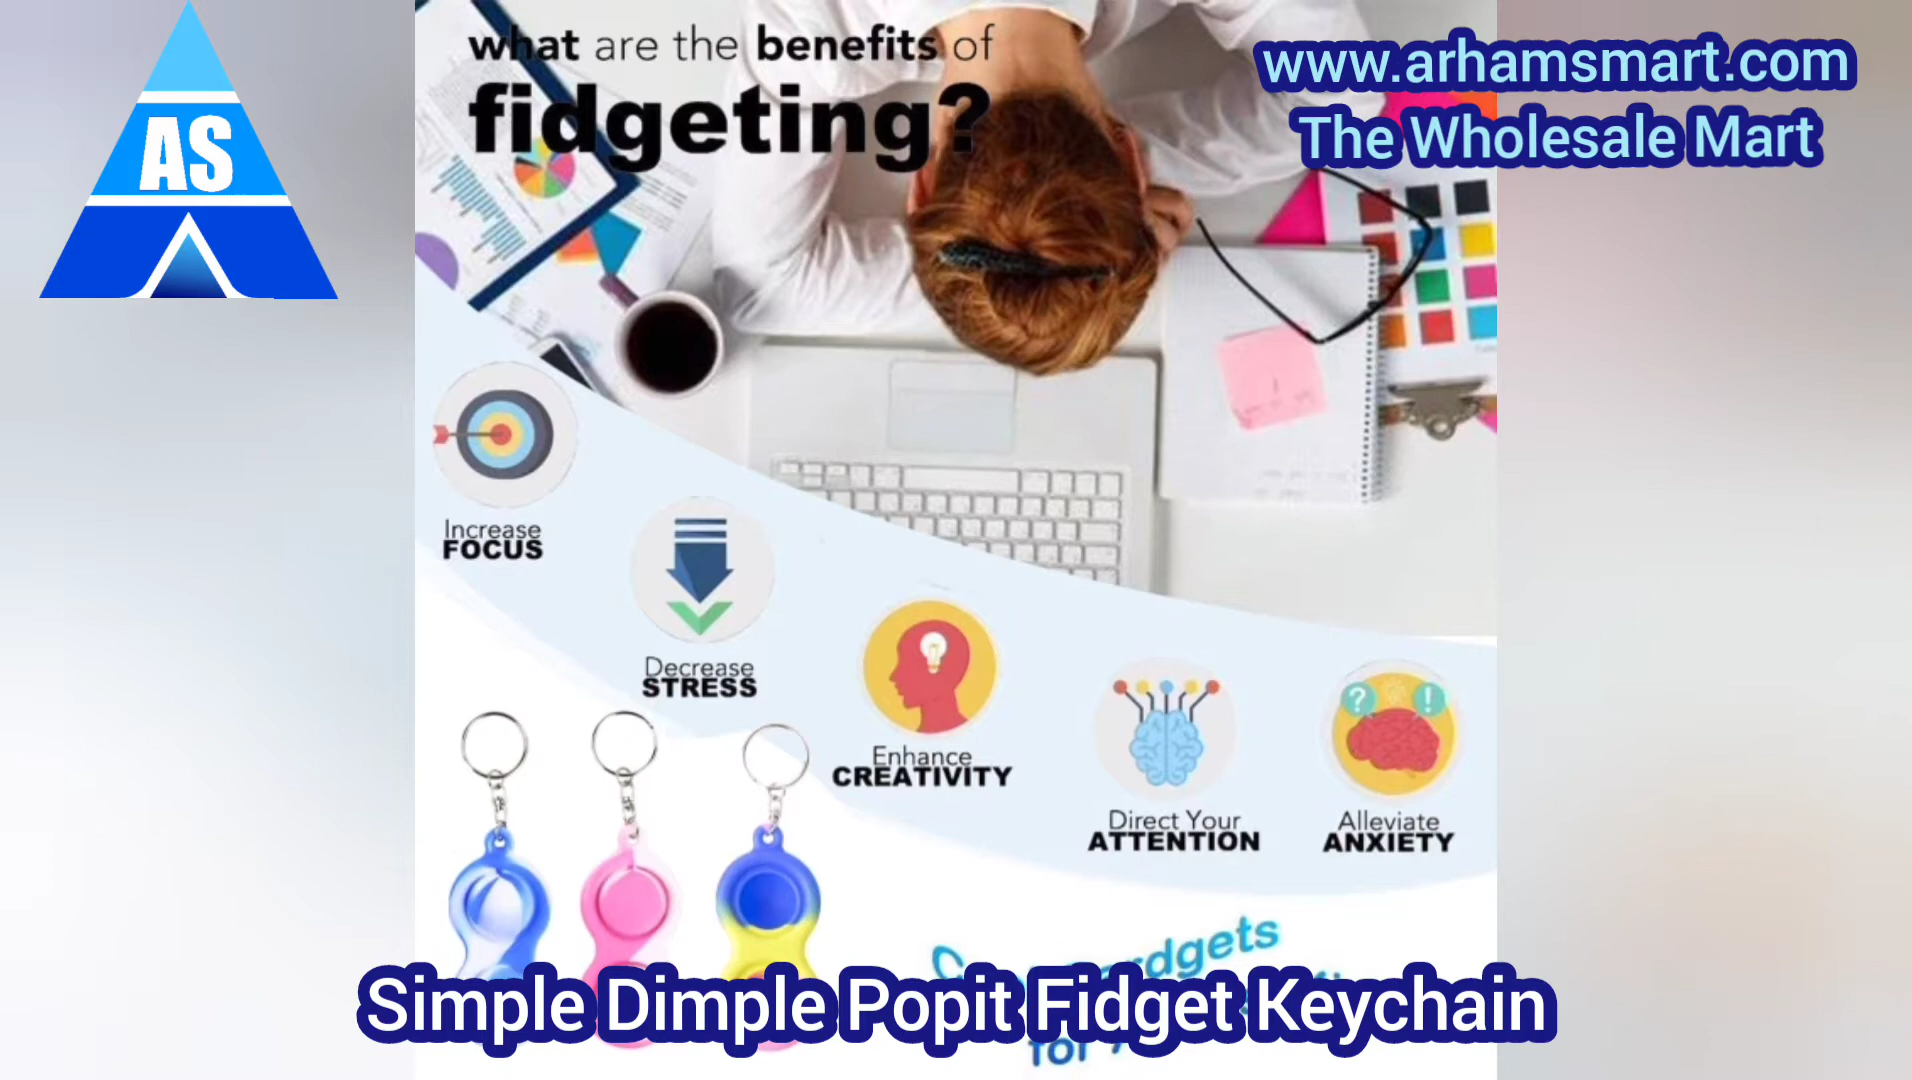 what are the benefits of
fidgeting?
www.arhamsmart.com
The Wholesale Mart
AS
Increase
FOCUS
Decrease
STRESS
Enhance
CREATIVITY
Direct Your
ATTENTION
Alleviate
ANXIETY
Simple Dimple Popit Fidget Keychain
for